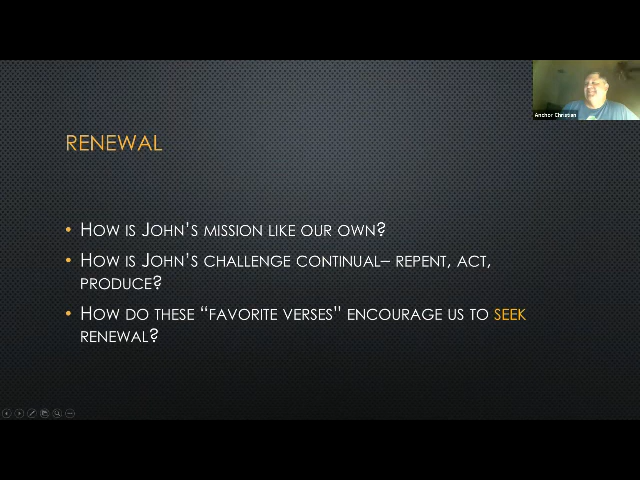 Anchor Christian
RENEWAL
• HOW IS JOHN'S MISSION LIKE OUR OWN?
• HOW IS JOHN'S CHALLENGE CONTINUAL– REPENT, ACT,
PRODUCE?
• HOW DO THESE “FAVORITE VERSES” ENCOURAGE US TO SEEK
RENEWAL?